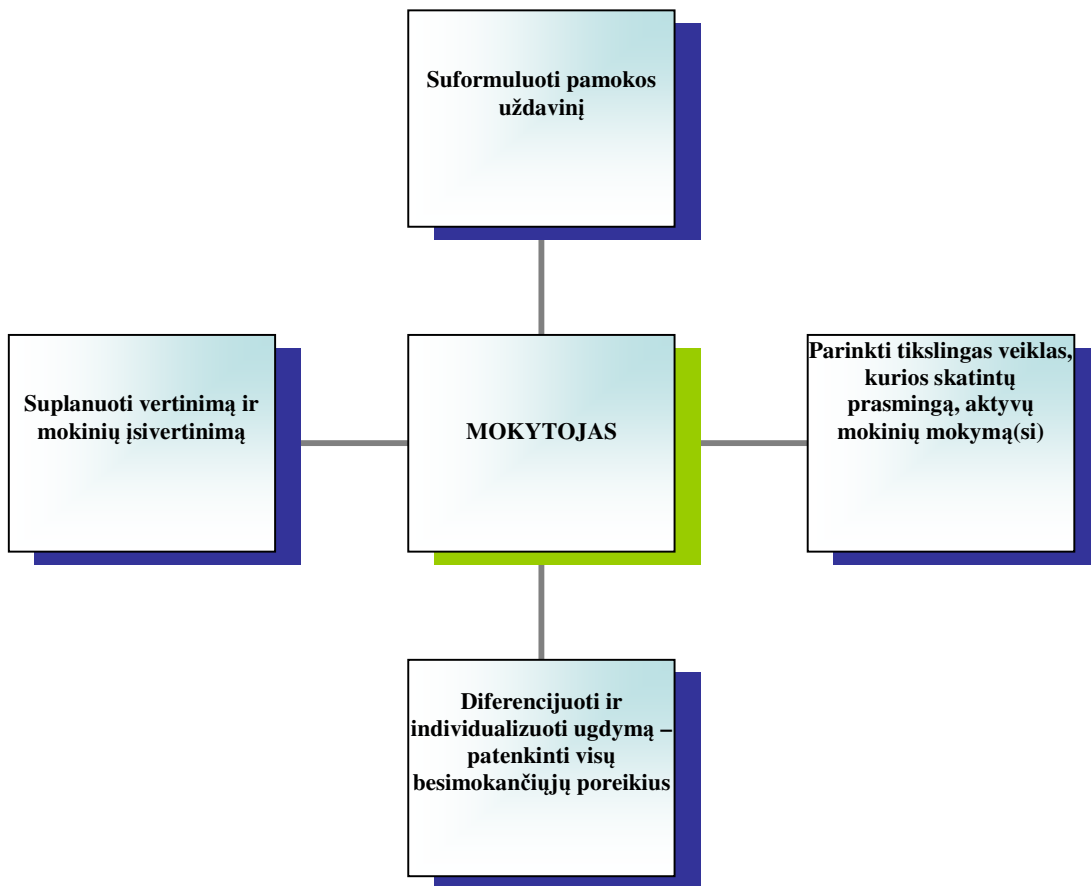 Suformuluoti pamokos
uždavinį
Suplanuoti vertinimą ir
mokinių įsivertinimą
MOKYTOJAS
Parinkti tikslingas veiklas,
kurios skatintų
prasmingą, aktyvų
mokinių mokymą(si)
Diferencijuoti ir
individualizuoti ugdymą –
patenkinti visų
besimokančiųjų poreikius